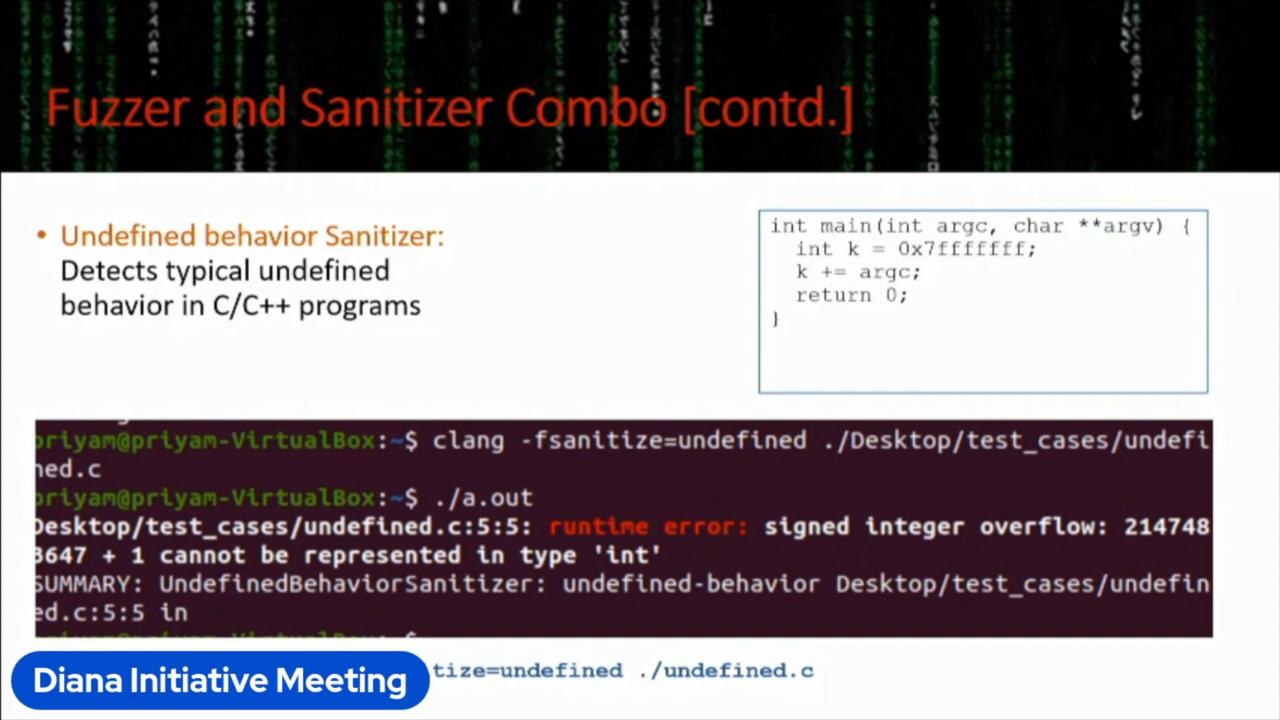 Fuzzer and Sanitizer Combo [contd.]
• Undefined behavior Sanitizer:
Detects typical undefined
behavior in C/C++ programs
int main(int argc, char **argv) {
int k = 0x7fffffff;
k += argc;
return 0;
}
priyam@priyam-VirtualBox:~$ clang -fsanitize=undefined ./Desktop/test_cases/undefi
ned.c
priyam@priyam-VirtualBox:~$ ./a.out
Desktop/test_cases/undefined.c:5:5: runtime error: signed integer overflow: 214748
3647 + 1 cannot be represented in type 'int'
SUMMARY: UndefinedBehaviorSanitizer: undefined-behavior Desktop/test_cases/undefin
ed.c:5:5 in
tize=undefined ./undefined.c
Diana Initiative Meeting